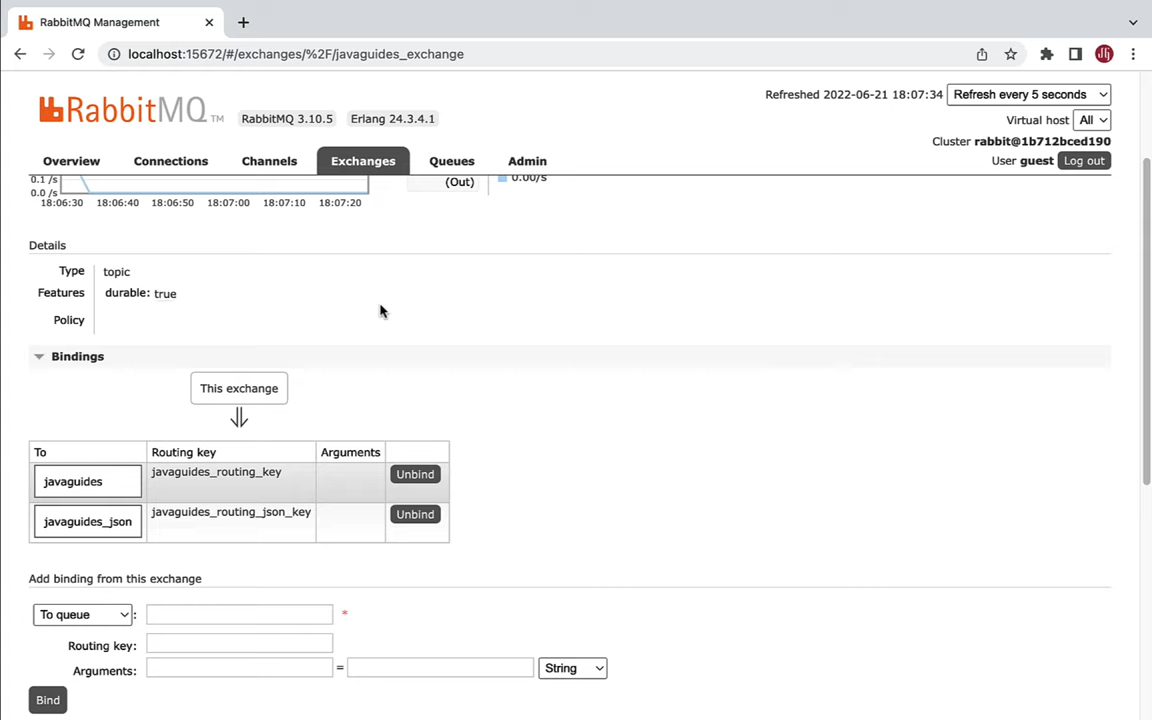 RabbitMQ Management
localhost:15672/#/exchanges/%2F/javaguides_exchange
RabbitMQ TM
RabbitMQ 3.10.5 Erlang 24.3.4.1
Refreshed 2022-06-21 18:07:34 Refresh every 5 seconds
Virtual host All
Cluster rabbit@1b712bced190
User guest Log out
Overview Connections Channels Exchanges Queues Admin
0.1 /s
0.0 /s
(Out)
0.00/s
18:06:30 18:06:40 18:06:50 18:07:00 18:07:10 18:07:20
Details
Type topic
Features durable: true
Policy
Bindings
This exchange
⇓
To Routing key Arguments
javaguides javaguides_routing_key Unbind
javaguides_json javaguides_routing_json_key Unbind
Add binding from this exchange
To queue : *
Routing key:
Arguments: = String
Bind